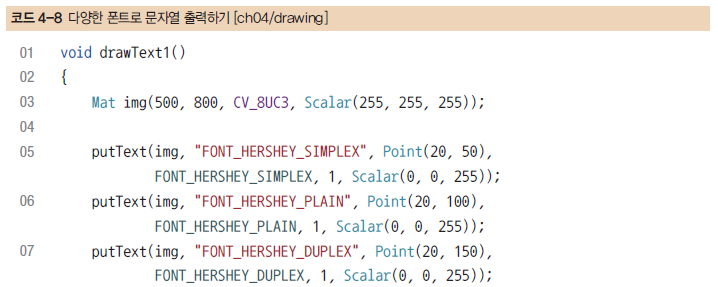 코드 4-8 다양한 폰트로 문자열 출력하기 [ch04/drawing]
01 void drawText1()
02 {
03 Mat img(500, 800, CV_8UC3, Scalar(255, 255, 255));
04
05 putText(img, "FONT_HERSHEY_SIMPLEX", Point(20, 50),
FONT_HERSHEY_SIMPLEX, 1, Scalar(0, 0, 255));
06 putText(img, "FONT_HERSHEY_PLAIN", Point(20, 100),
FONT_HERSHEY_PLAIN, 1, Scalar(0, 0, 255));
07 putText(img, "FONT_HERSHEY_DUPLEX", Point(20, 150),
FONT_HERSHEY_DUPLEX, 1, Scalar(0, 0, 255));